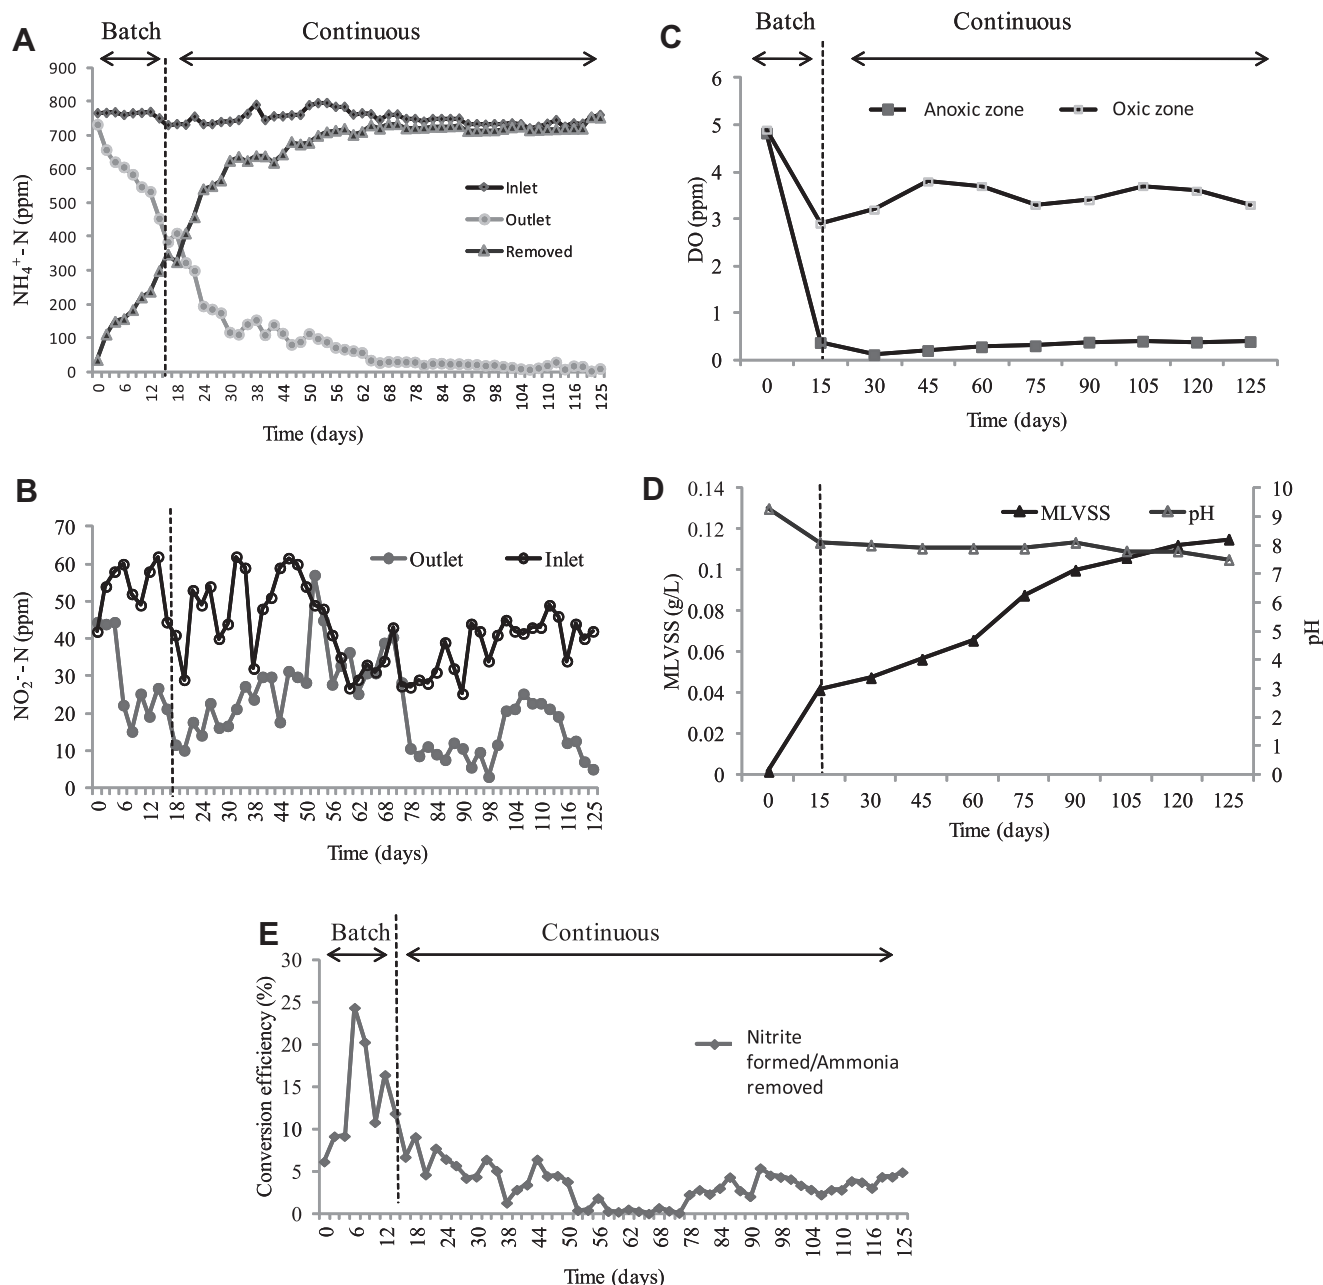 A
Batch
Continuous
900
800
700
600
500
400
300
200
100
0
NH4+- N (ppm)
Inlet
Outlet
Removed
0 6 12 18 24 30 38 44 50 56 62 68 78 84 90 98 104 110 116 125
Time (days)
C
Batch
Continuous
6
5
4
3
2
1
0
DO (ppm)
Anoxic zone
Oxic zone
0 15 30 45 60 75 90 105 120 125
Time (days)
B
70
60
50
40
30
20
10
0
NO2-- N (ppm)
Outlet
Inlet
0 6 12 18 24 30 38 44 50 56 62 68 78 84 90 98 104 110 116 125
Time (days)
D
0.14
0.12
0.1
0.08
0.06
0.04
0.02
0
MLVSS (g/L)
MLVSS
pH
10
9
8
7
6
5
4
3
2
1
0
pH
0 15 30 45 60 75 90 105 120 125
Time (days)
E
Batch
Continuous
30
25
20
15
10
5
0
Conversion efficiency (%)
Nitrite
formed/Ammonia
removed
0 6 12 18 24 30 38 44 50 56 62 68 78 84 90 98 104 110 116 125
Time (days)